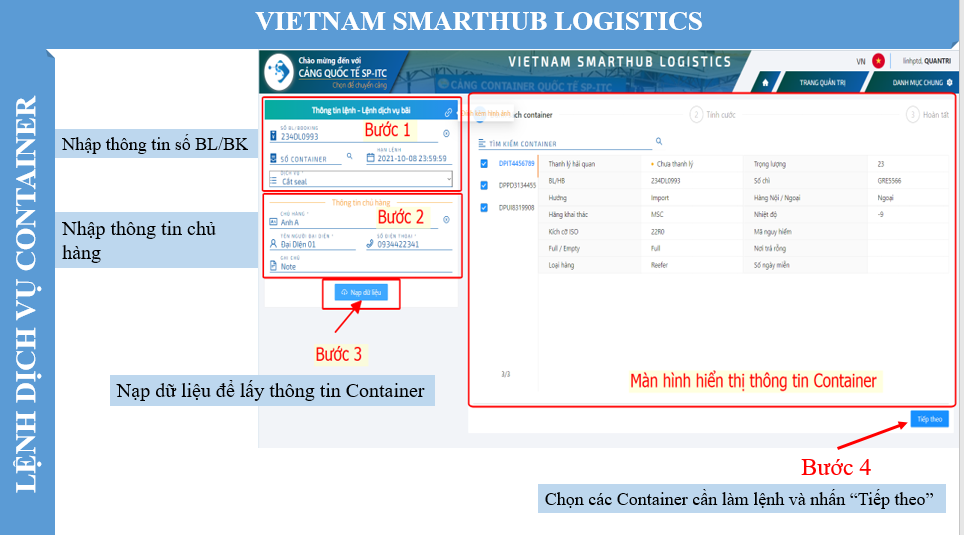 VIETNAM SMARTHUB LOGISTICS
LỆNH DỊCH VỤ CONTAINER
Chào mừng đến với
CẢNG QUỐC TẾ SP-ITC
Chọn để chuyển cảng
VIETNAM SMARTHUB LOGISTICS
CẢNG CONTAINER QUỐC TẾ SP-ITC
VN
linhptd, QUANTRI
TRANG QUẢN TRỊ
DANH MỤC CHUNG
Nhập thông tin số BL/BK
Thông tin lệnh - Lệnh dịch vụ bãi
SỐ BL/BOOKING
234DL0993
Bước 1
SỐ CONTAINER
HẠN LỆNH
2021-10-08 23:59:59
DỊCH VỤ *
Cắt seal
Nhập thông tin chủ
hàng
Thông tin chủ hàng
CHỦ HÀNG *
Anh A
Bước 2
TÊN NGƯỜI ĐẠI DIỆN *
Đại Diện 01
SỐ ĐIỆN THOẠI *
0934422341
GHI CHÚ
Note
Nạp dữ liệu
Bước 3
Nạp dữ liệu để lấy thông tin Container
container
2
Tính cước
3
Hoàn tất
TÌM KIẾM CONTAINER
DPIT4456789
DPPD3134455
DPUI8319908
Thanh lý hải quan
Chưa thanh lý
Trọng lượng
23
BL/HB
234DL0993
Số chì
GRE5566
Hướng
Import
Hàng Nội / Ngoại
Ngoại
Hãng khai thác
MSC
Nhiệt độ
-9
Kích cỡ ISO
22R0
Mã nguy hiểm
Full / Empty
Full
Nơi trả rỗng
Loại hàng
Reefer
Số ngày miễn
3/3
Màn hình hiển thị thông tin Container
Tiếp theo
Bước 4
Chọn các Container cần làm lệnh và nhấn “Tiếp theo”